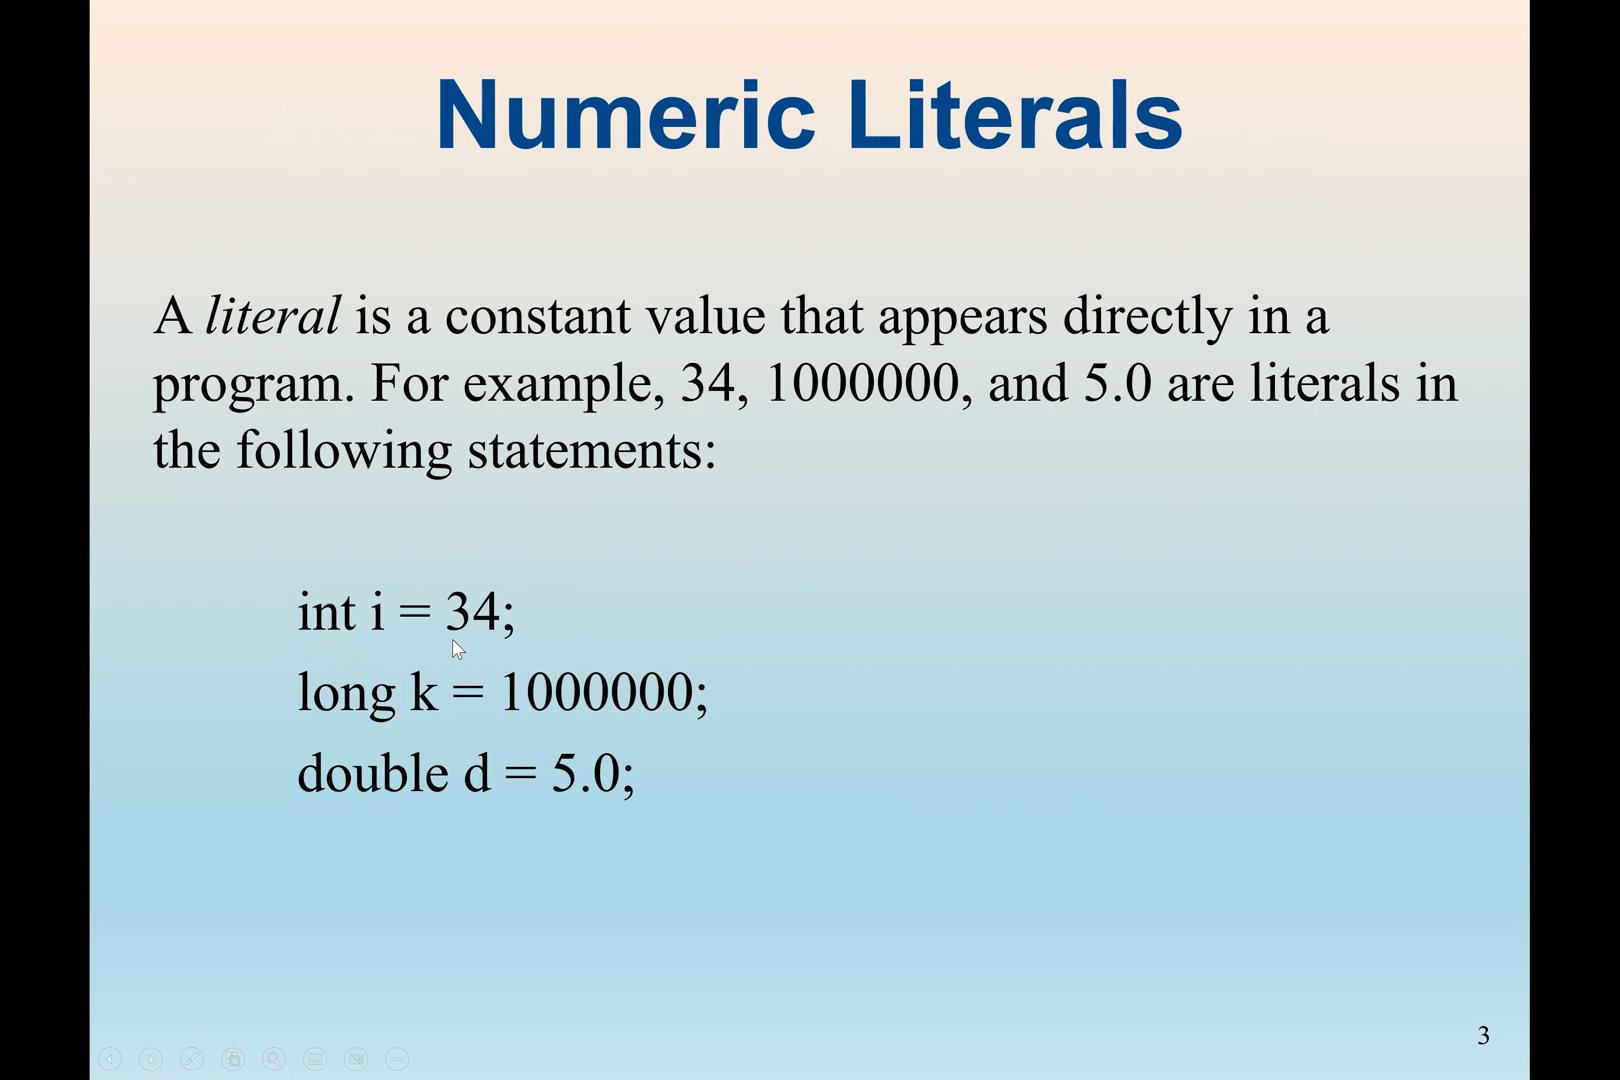 Numeric Literals
A literal is a constant value that appears directly in a
program. For example, 34, 1000000, and 5.0 are literals in
the following statements:
int i = 34;
long k = 1000000;
double d = 5.0;
3